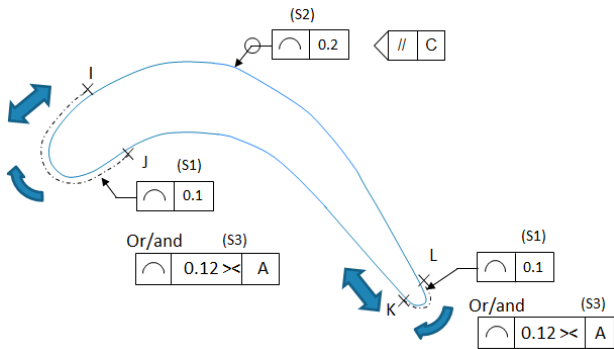 (S2)
⌓ 0.2
// C
I
J
(S1)
⌓ 0.1
Or/and (S3)
⌓ 0.12 >< A
L
(S1)
⌓ 0.1
K
Or/and (S3)
⌓ 0.12 >< A